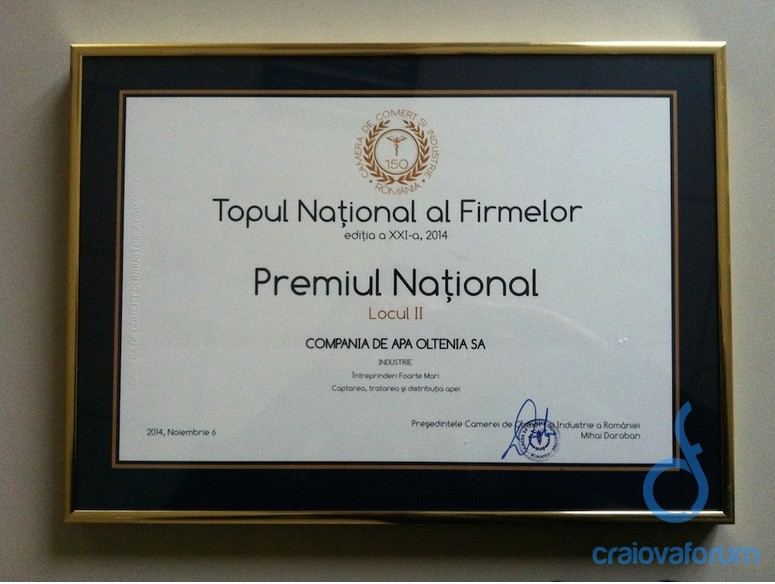 CAMERA DE COMERȚ ȘI INDUSTRIE
150
ROMÂNIA
Topul Național al Firmelor
ediția a XXI-a, 2014
Premiul Național
Locul II
COMPANIA DE APA OLTENIA SA
INDUSTRIE
Întreprinderi Foarte Mari
Captarea, tratarea și distribuția apei
Președintele Camerei de Comerț și Industrie a României
2014, Noiembrie 6
Mihai Daraban
craiovaforum